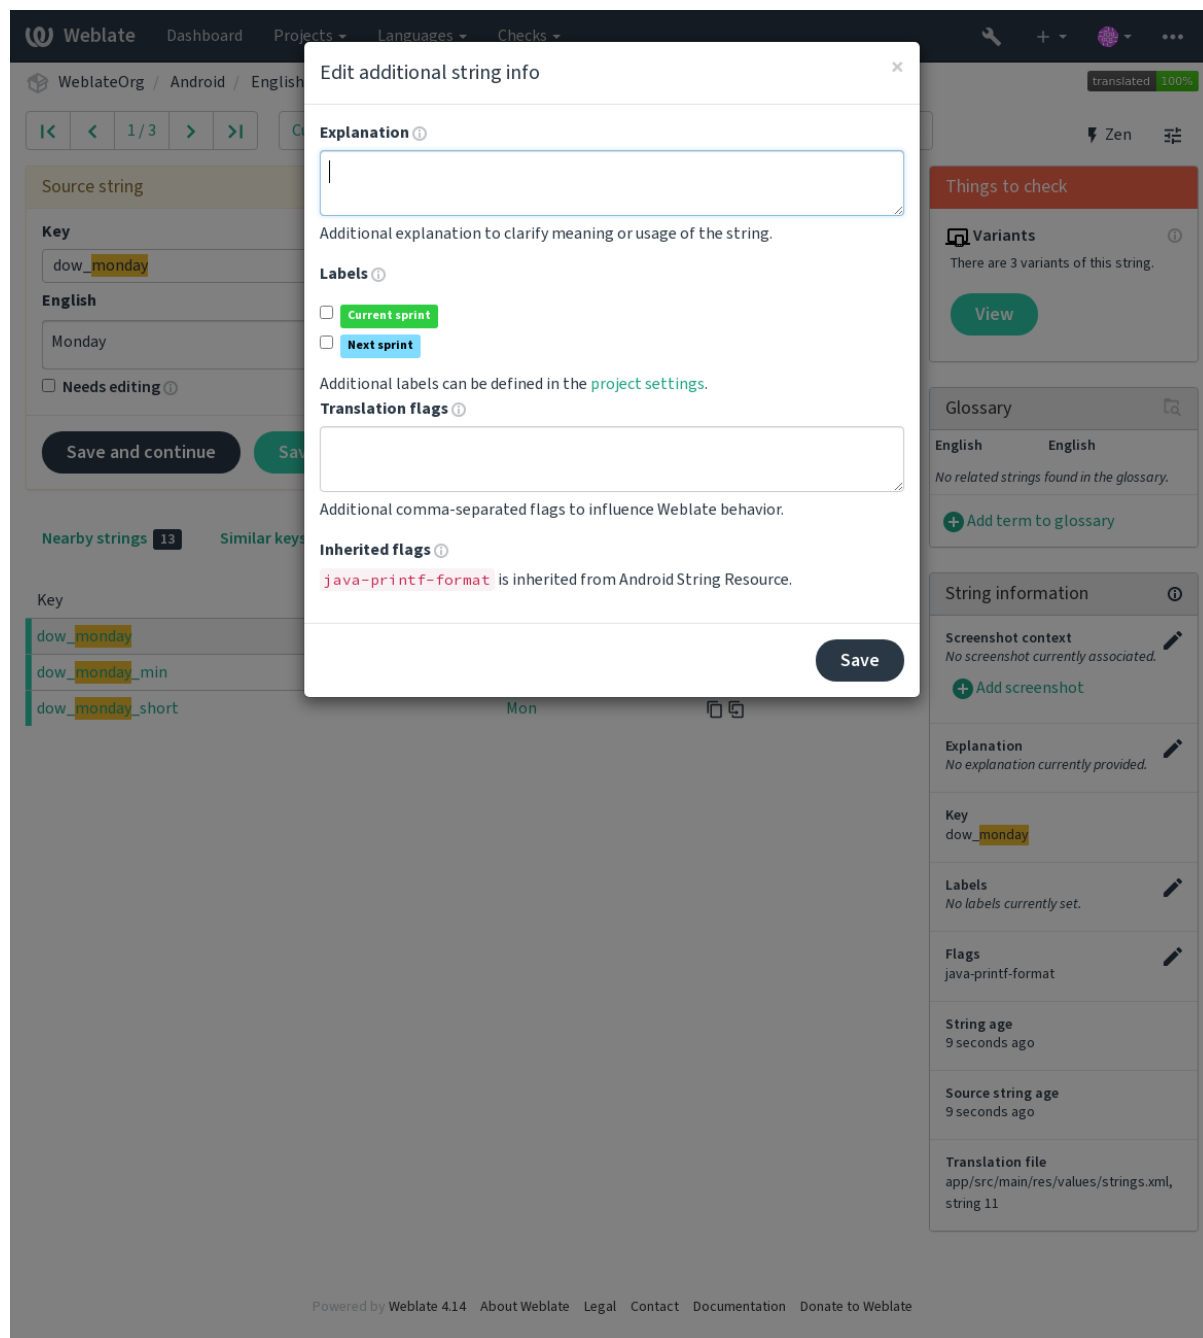 Weblate Dashboard Projects Languages Checks
WeblateOrg / Android / English
translated 100%
1 / 3
Zen
Source string
Key
dow_monday
English
Monday
Needs editing
Save and continue
Nearby strings 13 Similar keys
Key
dow_monday
dow_monday_min
dow_monday_short Mon
Edit additional string info
×
Explanation
Additional explanation to clarify meaning or usage of the string.
Labels
Current sprint
Next sprint
Additional labels can be defined in the project settings.
Translation flags
Additional comma-separated flags to influence Weblate behavior.
Inherited flags
java-printf-format is inherited from Android String Resource.
Save
Things to check
Variants
There are 3 variants of this string.
View
Glossary
English English
No related strings found in the glossary.
Add term to glossary
String information
Screenshot context
No screenshot currently associated.
Add screenshot
Explanation
No explanation currently provided.
Key
dow_monday
Labels
No labels currently set.
Flags
java-printf-format
String age
9 seconds ago
Source string age
9 seconds ago
Translation file
app/src/main/res/values/strings.xml,
string 11
Powered by Weblate 4.14 About Weblate Legal Contact Documentation Donate to Weblate